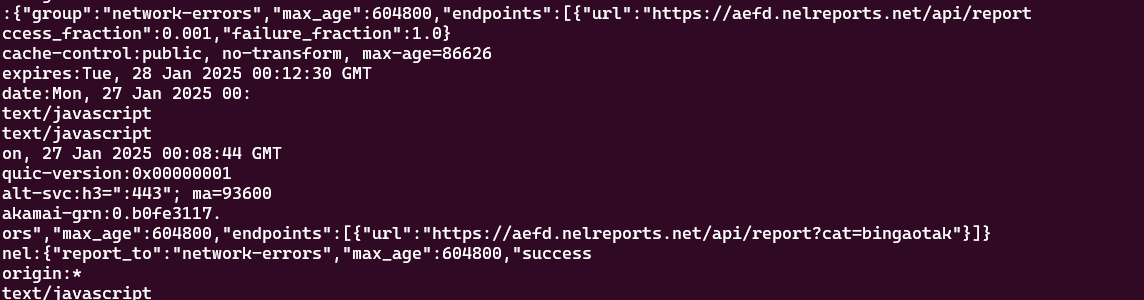 :{"group":"network-errors","max_age":604800,"endpoints":[{"url":"https://aefd.nelreports.net/api/report
ccess_fraction":0.001,"failure_fraction":1.0}
cache-control:public, no-transform, max-age=86626
expires:Tue, 28 Jan 2025 00:12:30 GMT
date:Mon, 27 Jan 2025 00:
text/javascript
text/javascript
on, 27 Jan 2025 00:08:44 GMT
quic-version:0x00000001
alt-svc:h3=":443"; ma=93600
akamai-grn:0.b0fe3117.
ors","max_age":604800,"endpoints":[{"url":"https://aefd.nelreports.net/api/report?cat=bingaotak"}]}
nel:{"report_to":"network-errors","max_age":604800,"success
origin:*
text/javascript